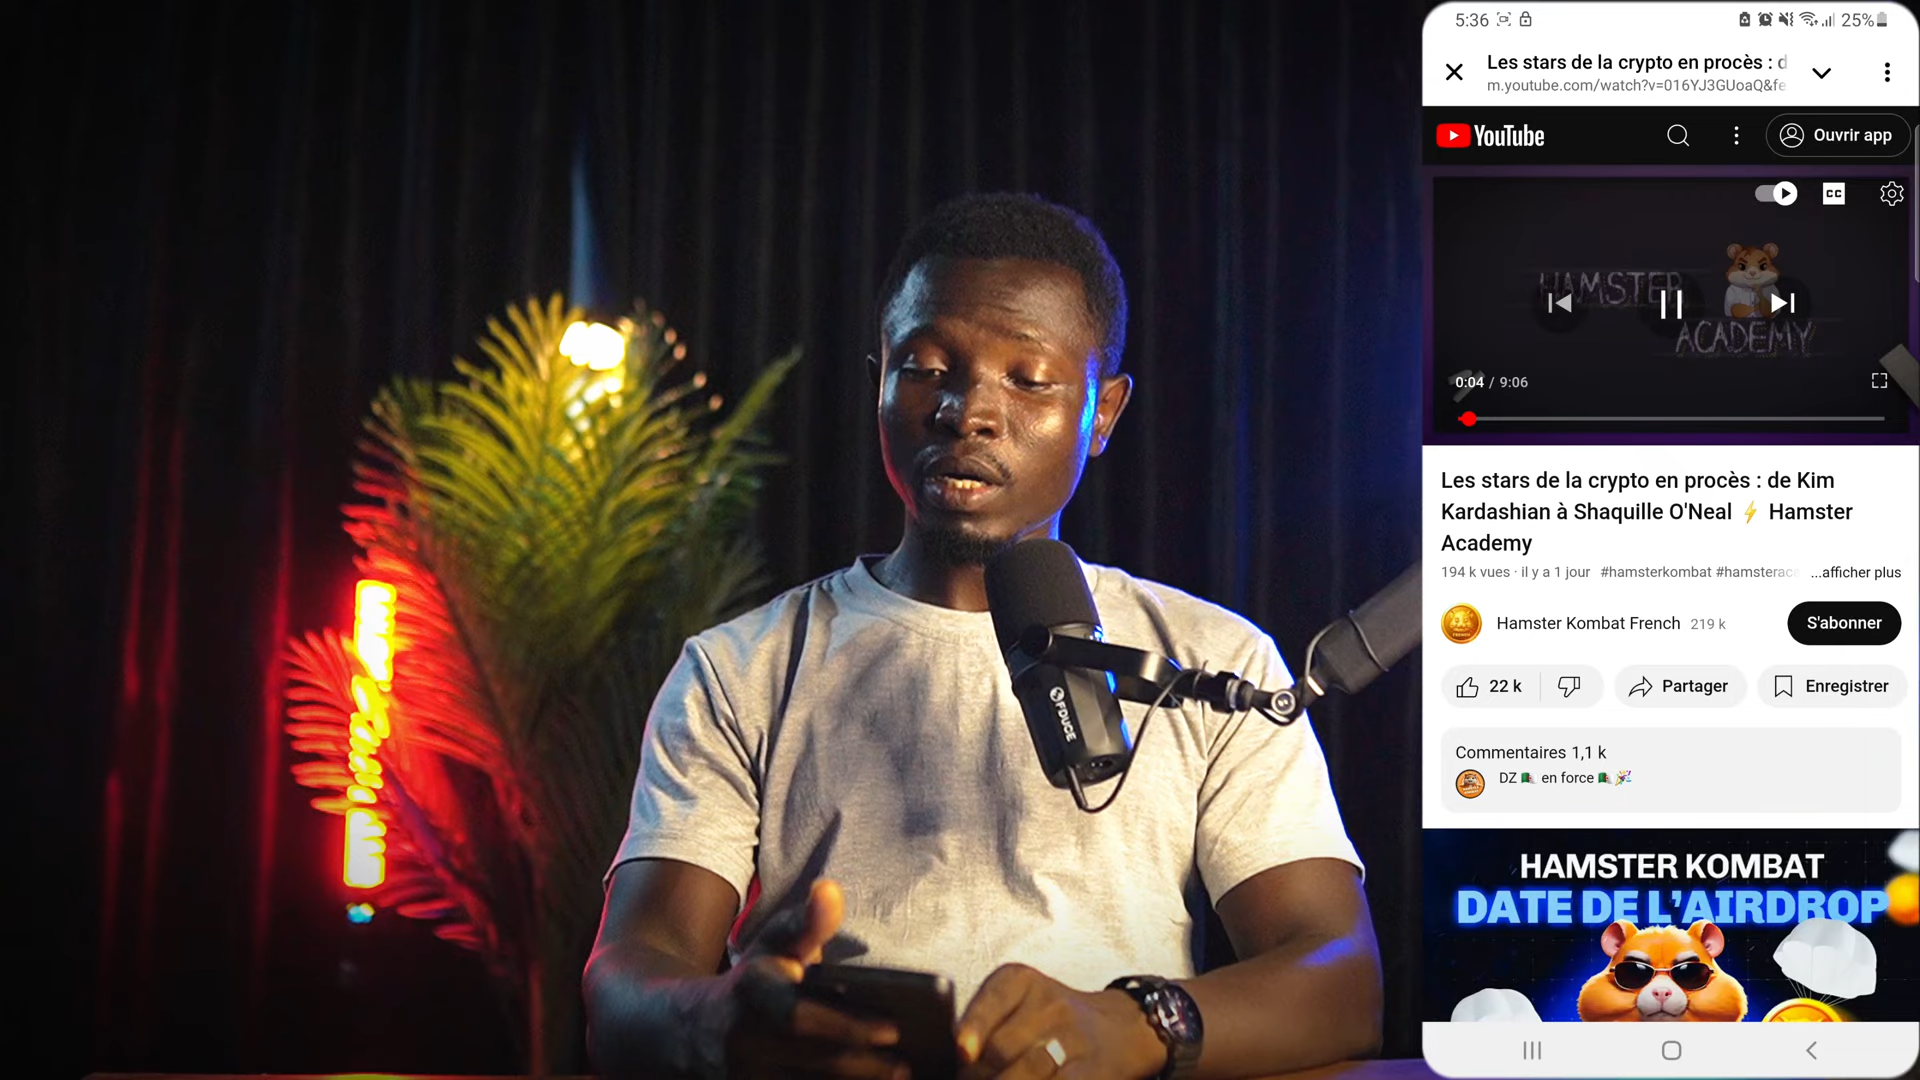 5:36
25%
Les stars de la crypto en procès : d
m.youtube.com/watch?v=016YJ3GUoaQ&fe
YouTube
Ouvrir app
CC
HAMSTER
ACADEMY
0:04 / 9:06
Les stars de la crypto en procès : de Kim
Kardashian à Shaquille O'Neal ⚡ Hamster
Academy
194 k vues · il y a 1 jour #hamsterkombat #hamsterac ...afficher plus
Hamster Kombat French 219 k
S'abonner
22 k
Partager
Enregistrer
Commentaires 1,1 k
DZ 🇩🇿 en force 🇩🇿 🎉
HAMSTER KOMBAT
DATE DE L'AIRDROP
FDUCE